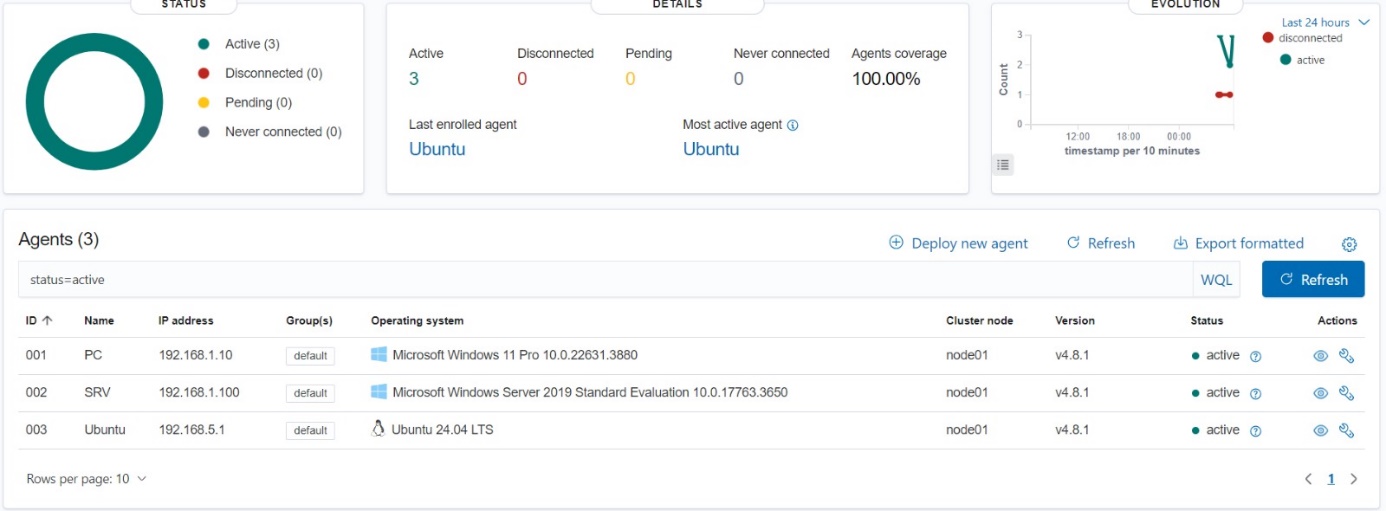 STATUS
Active (3)
Disconnected (0)
Pending (0)
Never connected (0)
DETAILS
Active Disconnected Pending Never connected Agents coverage
3 0 0 0 100.00%
Last enrolled agent Most active agent
Ubuntu Ubuntu
EVOLUTION
Last 24 hours
disconnected
active
Count
3
2
1
0
12:00 18:00 00:00
timestamp per 10 minutes
Agents (3) Deploy new agent Refresh Export formatted
status=active WQL Refresh
ID Name IP address Group(s) Operating system Cluster node Version Status Actions
001 PC 192.168.1.10 default Microsoft Windows 11 Pro 10.0.22631.3880 node01 v4.8.1 active
002 SRV 192.168.1.100 default Microsoft Windows Server 2019 Standard Evaluation 10.0.17763.3650 node01 v4.8.1 active
003 Ubuntu 192.168.5.1 default Ubuntu 24.04 LTS node01 v4.8.1 active
Rows per page: 10 1